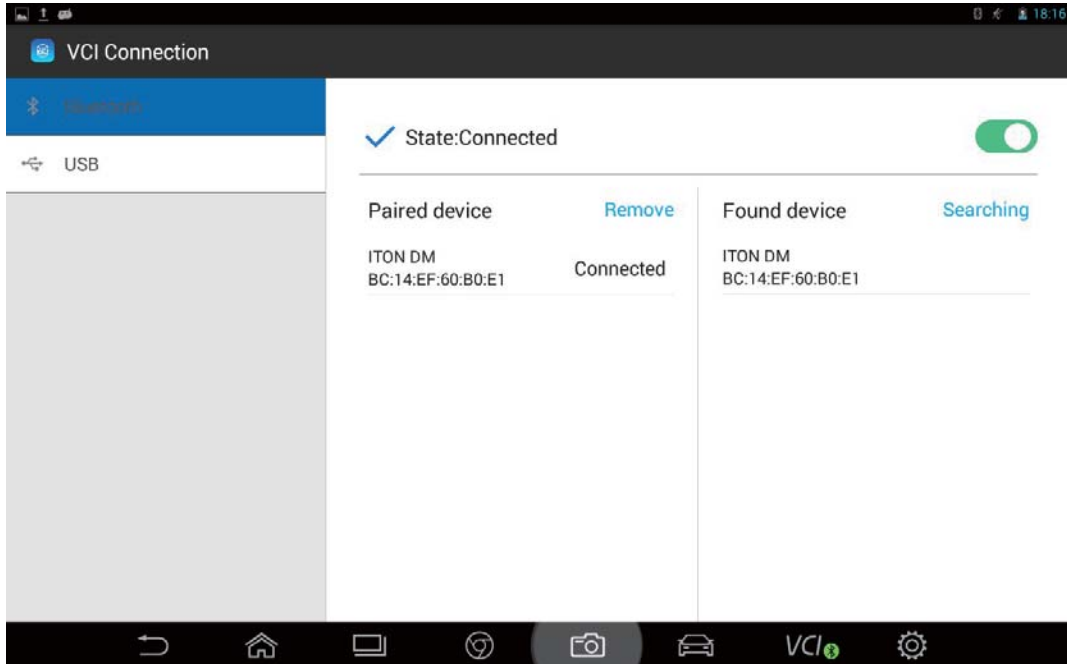 18:16
VCI Connection
Bluetooth
USB
State:Connected
Paired device
Remove
ITON DM
BC:14:EF:60:B0:E1
Connected
Found device
Searching
ITON DM
BC:14:EF:60:B0:E1
VCI